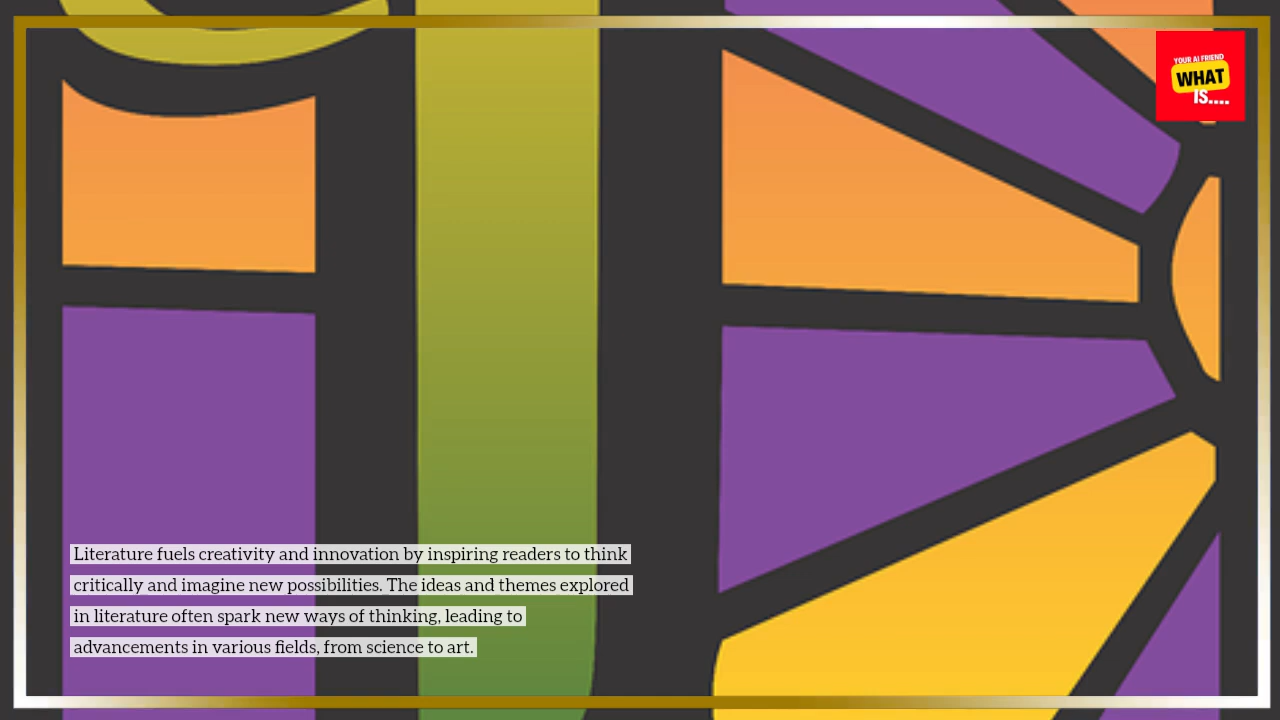 YOUR AI FRIEND
WHAT
IS....
Literature fuels creativity and innovation by inspiring readers to think
critically and imagine new possibilities. The ideas and themes explored
in literature often spark new ways of thinking, leading to
advancements in various fields, from science to art.